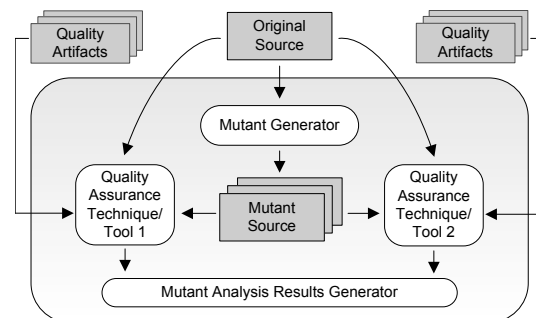 Quality
Artifacts
Original
Source
Quality
Artifacts
Mutant Generator
Quality
Assurance
Technique/
Tool 1
Mutant
Source
Quality
Assurance
Technique/
Tool 2
Mutant Analysis Results Generator